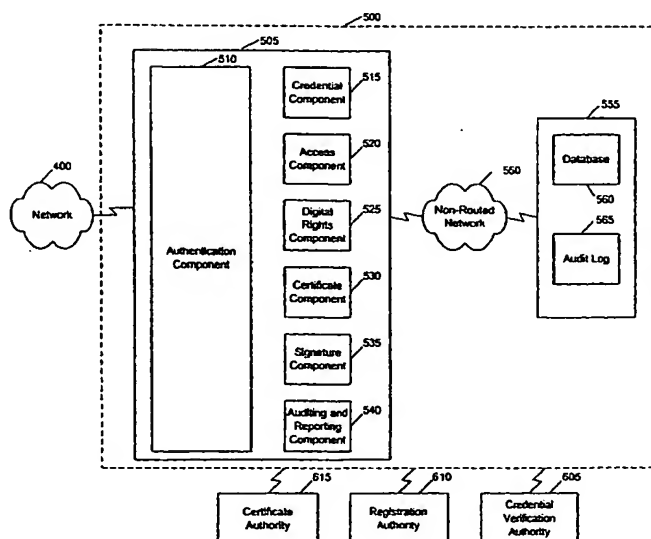 500
505
510
Credential
Component
515
Access
Component
520
Digital
Rights
Component
525
Certificate
Component
530
Signature
Component
535
Auditing and
Reporting
Component
540
Authentication
Component
400
Network
550
Non-Routed
Network
555
Database
560
565
Audit Log
615
Certificate
Authority
610
Registration
Authority
605
Credential
Verification
Authority